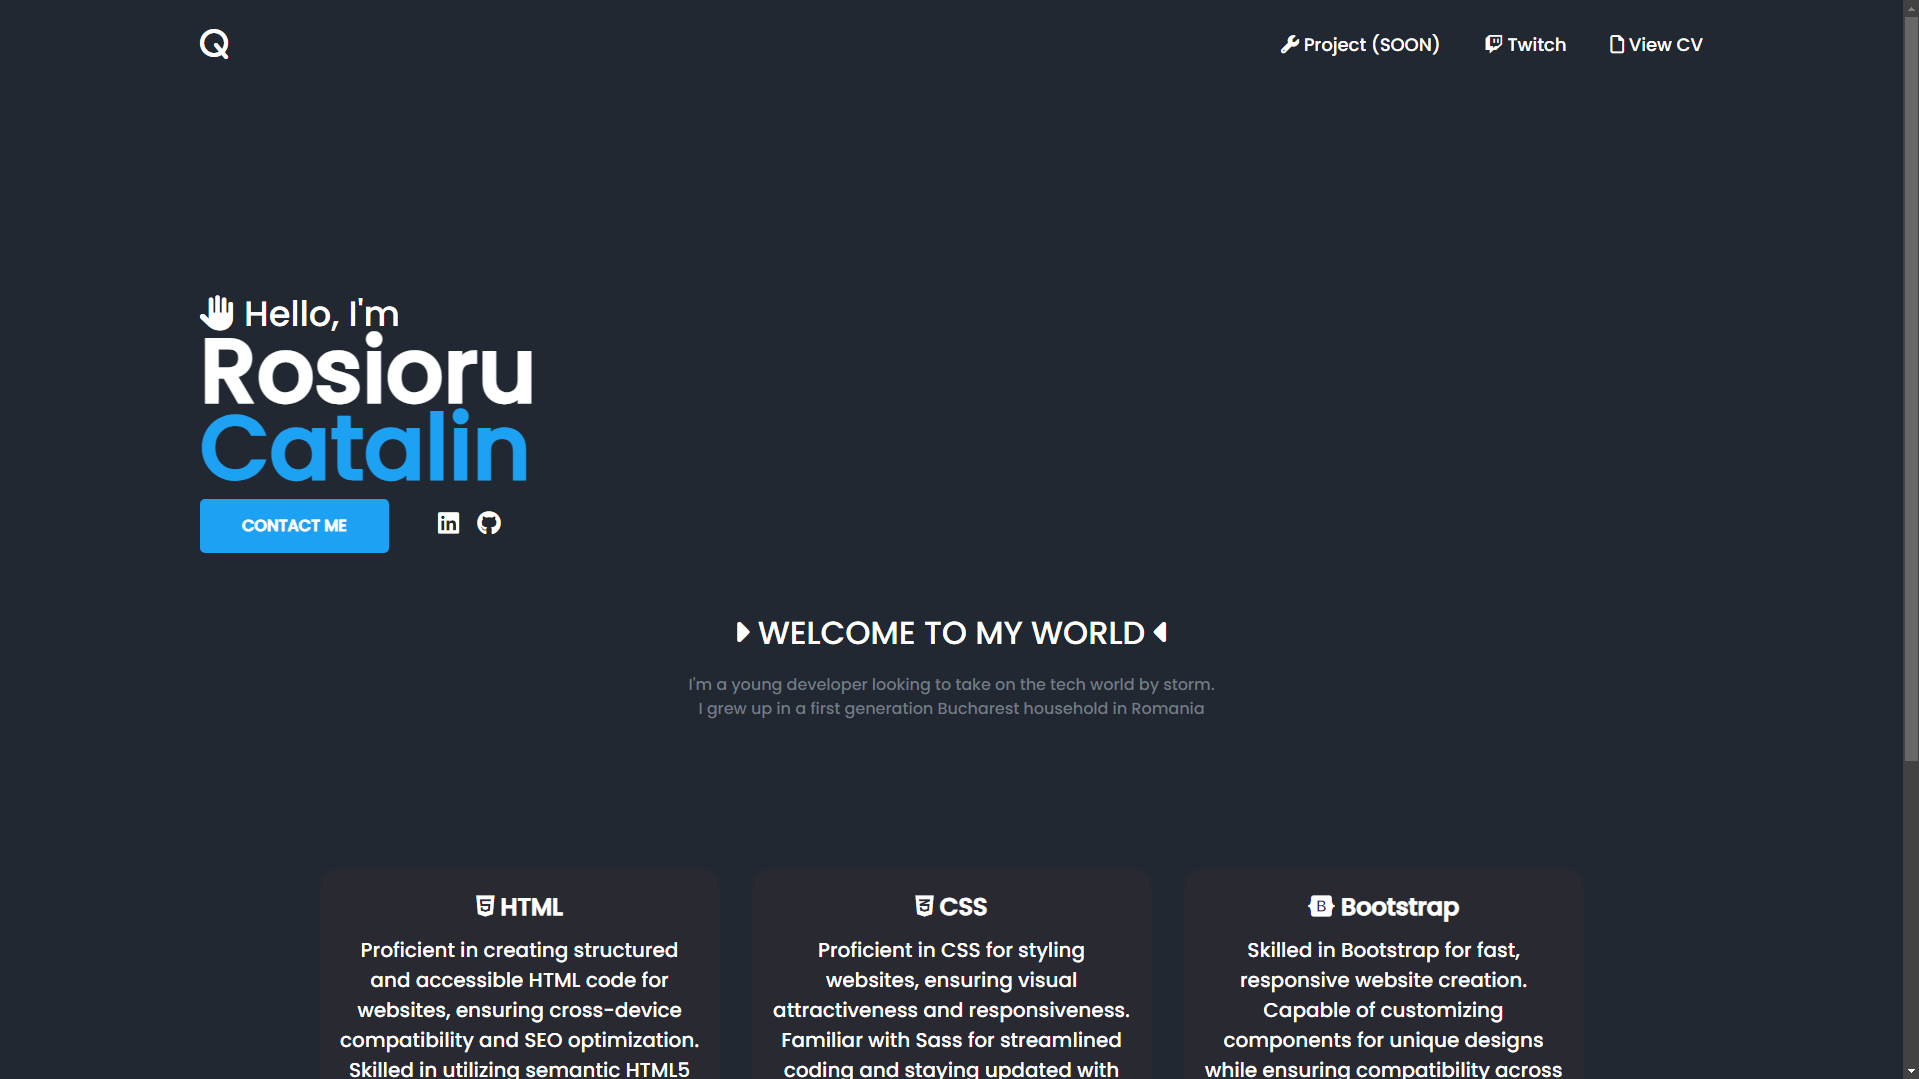 Q
Project (SOON) Twitch View CV
Hello, I'm
Rosioru
Catalin
CONTACT ME
WELCOME TO MY WORLD
I'm a young developer looking to take on the tech world by storm.
I grew up in a first generation Bucharest household in Romania
HTML
Proficient in creating structured
and accessible HTML code for
websites, ensuring cross-device
compatibility and SEO optimization.
Skilled in utilizing semantic HTML5
CSS
Proficient in CSS for styling
websites, ensuring visual
attractiveness and responsiveness.
Familiar with Sass for streamlined
coding and staying updated with
Bootstrap
Skilled in Bootstrap for fast,
responsive website creation.
Capable of customizing
components for unique designs
while ensuring compatibility across